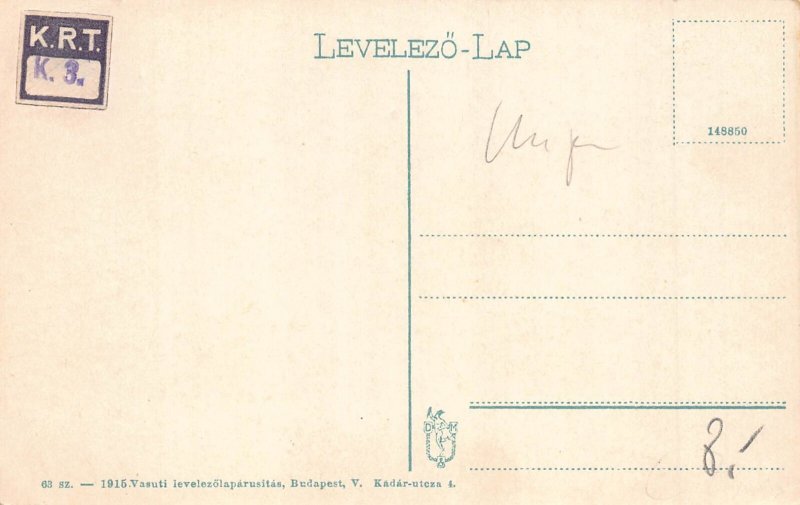 K.R.T.
K. 3.
LEVELEZŐ-LAP
148850
D M
63 sz. — 1915. Vasuti levelezőlapárusitás, Budapest, V. Kádár-utcza 4.